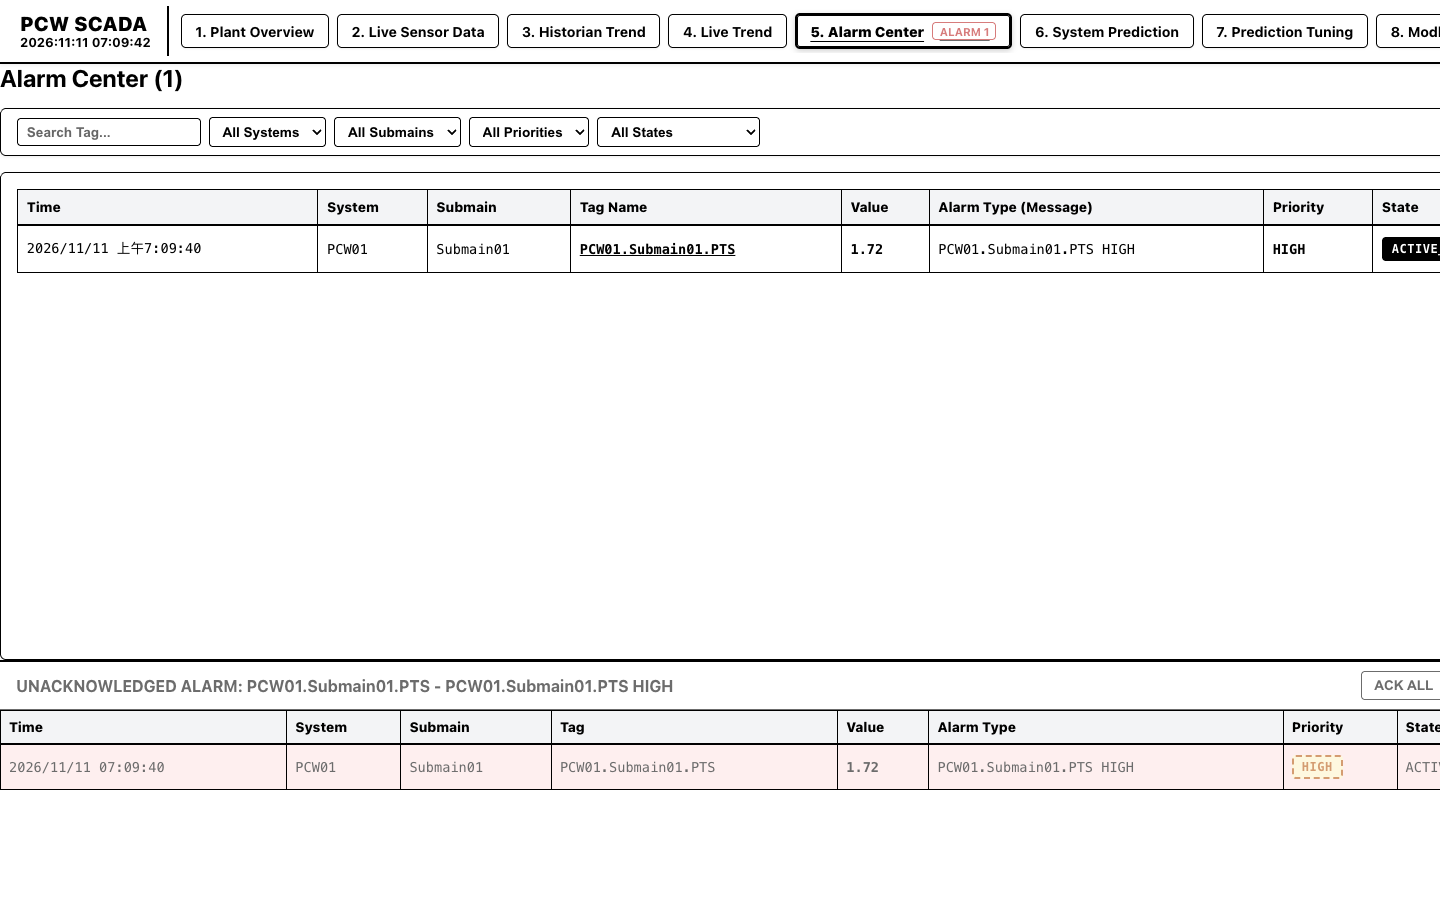 PCW SCADA
2026:11:11 07:09:42
1. Plant Overview
2. Live Sensor Data
3. Historian Trend
4. Live Trend
5. Alarm Center ALARM 1
6. System Prediction
7. Prediction Tuning
8.
Alarm Center (1)
Search Tag... All Systems All Submains All Priorities All States
Time System Submain Tag Name Value Alarm Type (Message) Priority State
2026/11/11 上午7:09:40 PCW01 Submain01 PCW01.Submain01.PTS 1.72 PCW01.Submain01.PTS HIGH HIGH ACTIVE
UNACKNOWLEDGED ALARM: PCW01.Submain01.PTS - PCW01.Submain01.PTS HIGH ACK ALL
Time System Submain Tag Value Alarm Type Priority State
2026/11/11 07:09:40 PCW01 Submain01 PCW01.Submain01.PTS 1.72 PCW01.Submain01.PTS HIGH HIGH